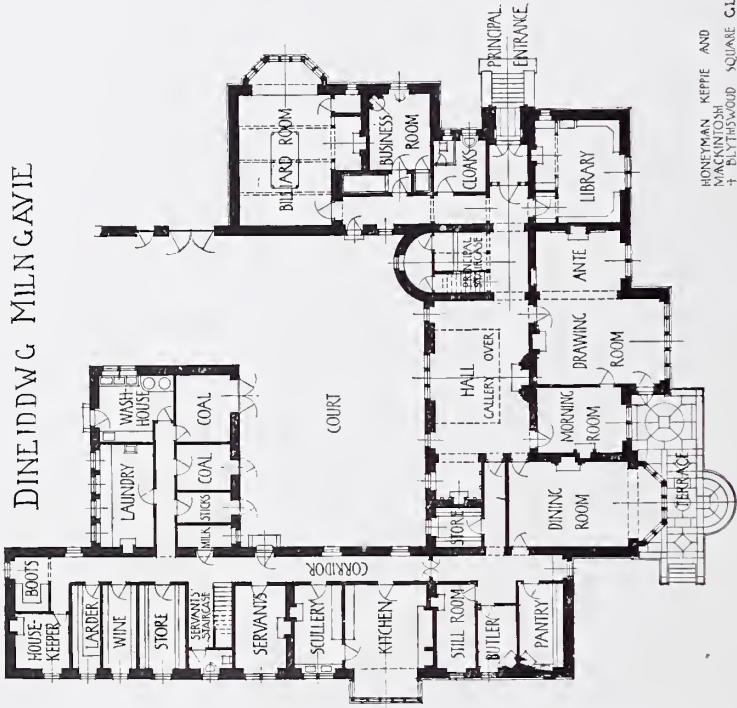 DINEIDDWG MILNGAVIE
PRINCIPAL.
ENTRANCE.
BILLIARD ROOM
BUSINESS
ROOM
CLOAKS
LIBRARY
PRINCIPAL
STAIRCASE
ANTE
DRAWING
ROOM
HALL
GALLERY OVER
MORNING
ROOM
TERRACE
DINING
ROOM
STORE
COURT
WASH
HOUSE
COAL
COAL
LAUNDRY
STICKS
MILK
BOOTS
HOUSE-
KEEPER
LARDER
WINE
STORE
SERVANTS'
STAIRCASE
SERVANTS'
CORRIDOR
SCULLERY
KITCHEN
STILL ROOM
BUTLER
PANTRY
HONEYMAN KEPPIE AND
MACKINTOSH
4 BLYTHSWOOD SQUARE